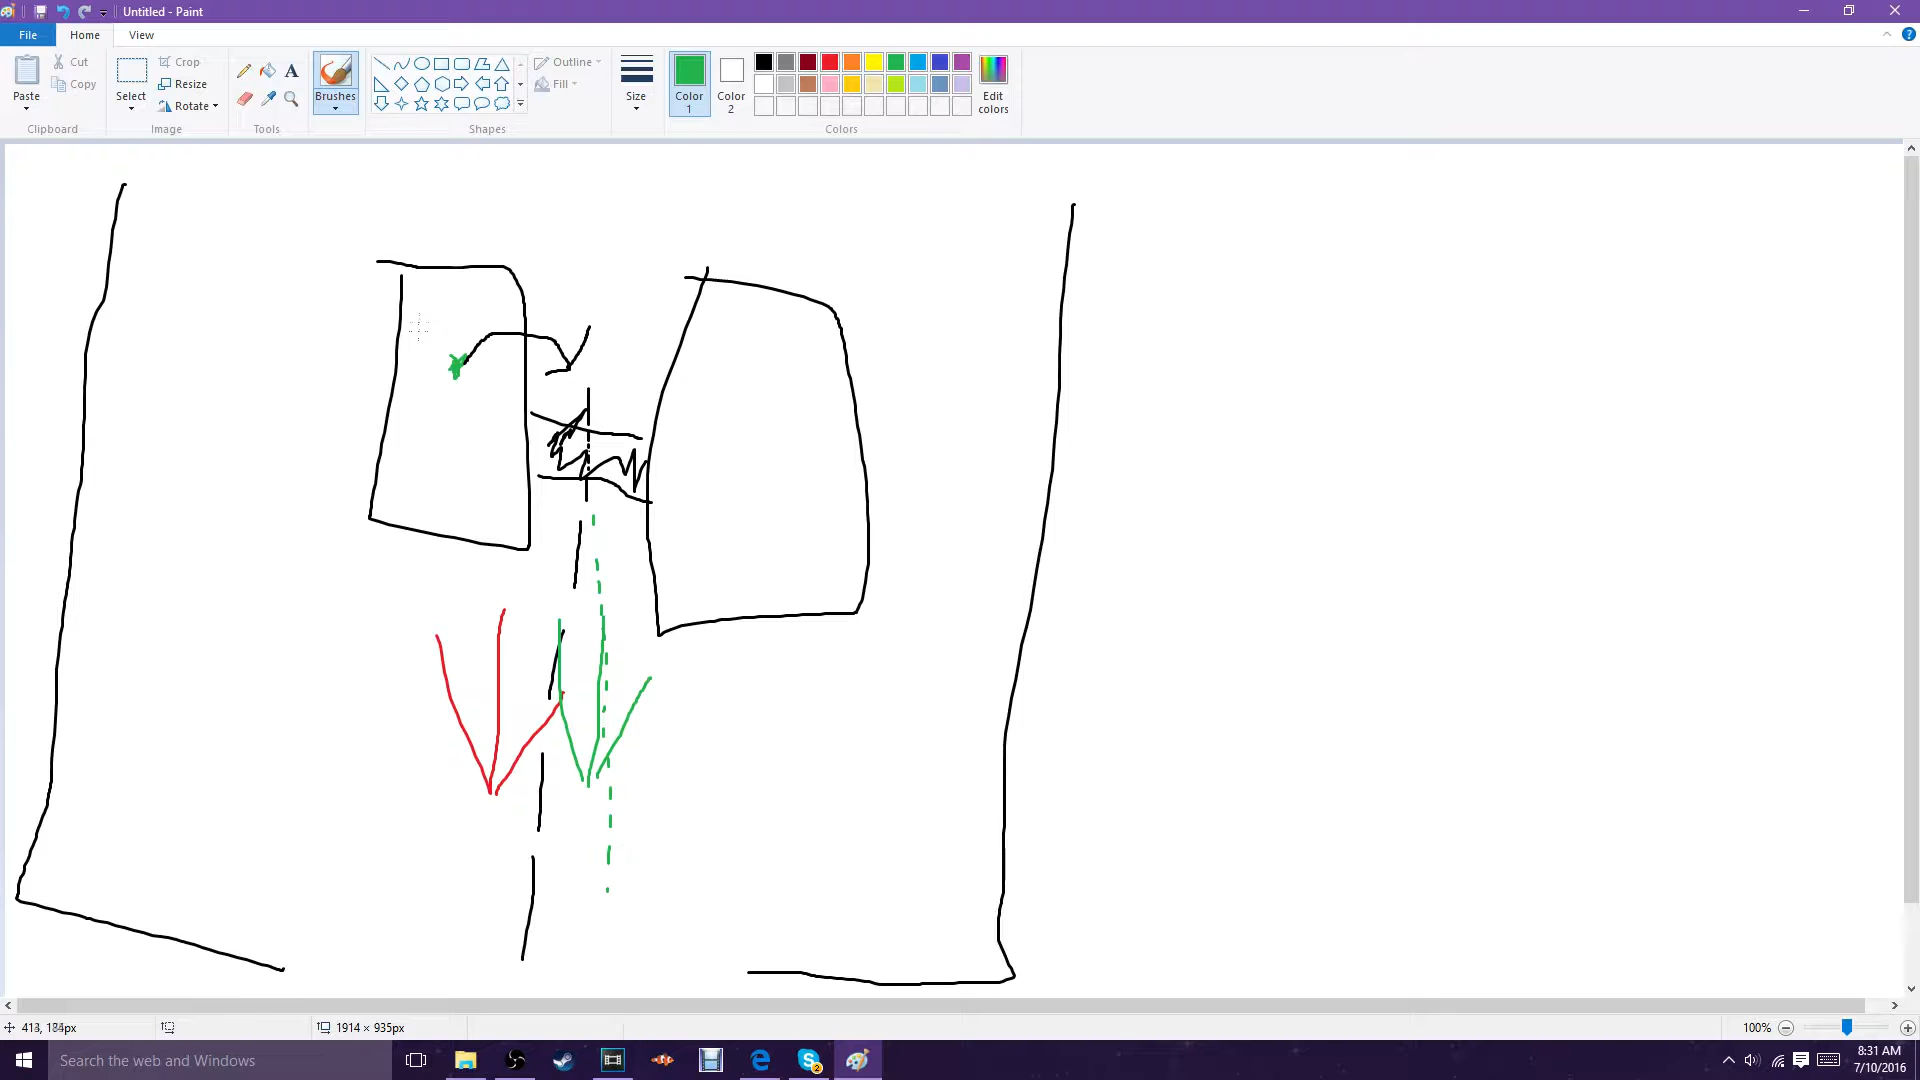 Untitled - Paint
File Home View
Paste
Cut
Copy
Clipboard
Select
Crop
Resize
Rotate
Image
A
Tools
Shapes
Outline
Fill
Brushes
Size
Color 1
Color 2
Edit colors
Colors
100%
1914 × 935px
Search the web and Windows
2
8:31 AM
7/10/2016